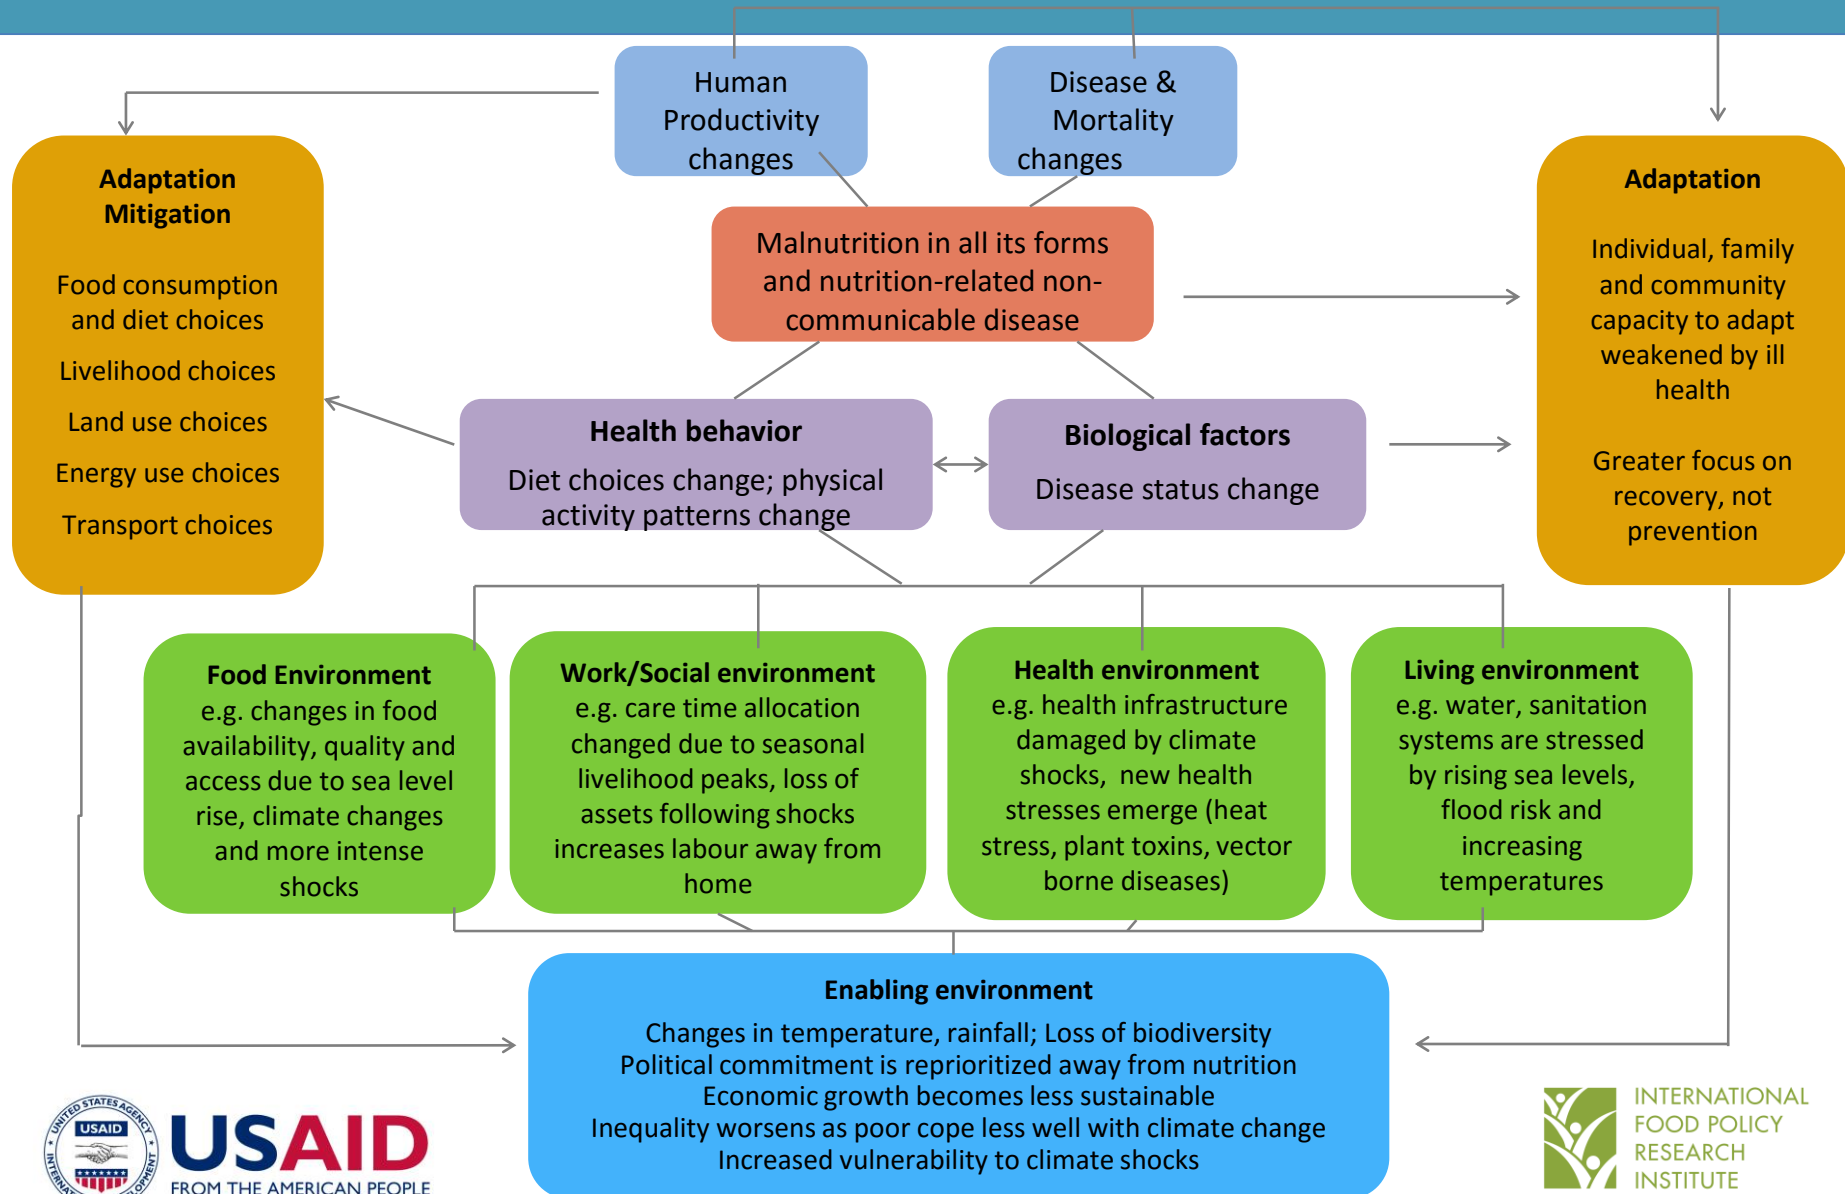 Human
Productivity
changes
Disease &
Mortality
changes
Adaptation
Mitigation
Food consumption
and diet choices
Livelihood choices
Land use choices
Energy use choices
Transport choices
Malnutrition in all its forms
and nutrition-related non-
communicable disease
Adaptation
Individual, family
and community
capacity to adapt
weakened by ill
health
Greater focus on
recovery, not
prevention
Health behavior
Diet choices change; physical
activity patterns change
Biological factors
Disease status change
Food Environment
e.g. changes in food
availability, quality and
access due to sea level
rise, climate changes
and more intense
shocks
Work/Social environment
e.g. care time allocation
changed due to seasonal
livelihood peaks, loss of
assets following shocks
increases labour away from
home
Health environment
e.g. health infrastructure
damaged by climate
shocks, new health
stresses emerge (heat
stress, plant toxins, vector
borne diseases)
Living environment
e.g. water, sanitation
systems are stressed
by rising sea levels,
flood risk and
increasing
temperatures
Enabling environment
Changes in temperature, rainfall; Loss of biodiversity
Political commitment is reprioritized away from nutrition
Economic growth becomes less sustainable
Inequality worsens as poor cope less well with climate change
Increased vulnerability to climate shocks
UNITED STATES AGENCY
USAID
USAID
FROM THE AMERICAN PEOPLE
INTERNATIONAL
FOOD POLICY
RESEARCH
INSTITUTE